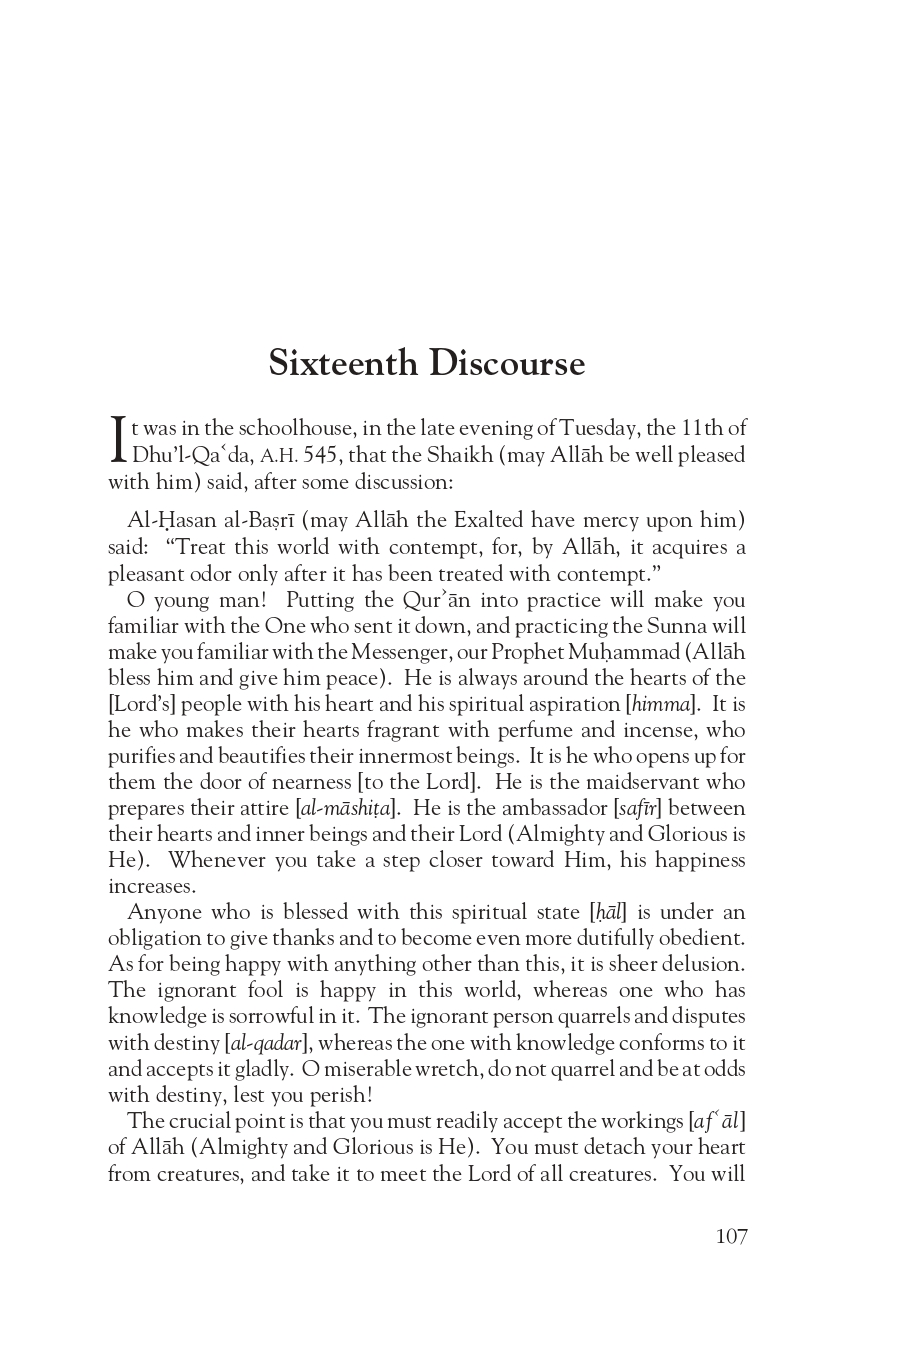 Sixteenth Discourse
It was in the schoolhouse, in the late evening of Tuesday, the 11th of
Dhu’l-Qaʿda, A.H. 545, that the Shaikh (may Allāh be well pleased
with him) said, after some discussion:
Al-Ḥasan al-Baṣrī (may Allāh the Exalted have mercy upon him)
said: “Treat this world with contempt, for, by Allāh, it acquires a
pleasant odor only after it has been treated with contempt.”
O young man! Putting the Qurʾān into practice will make you
familiar with the One who sent it down, and practicing the Sunna will
make you familiar with the Messenger, our Prophet Muḥammad (Allāh
bless him and give him peace). He is always around the hearts of the
[Lord’s] people with his heart and his spiritual aspiration [himma]. It is
he who makes their hearts fragrant with perfume and incense, who
purifies and beautifies their innermost beings. It is he who opens up for
them the door of nearness [to the Lord]. He is the maidservant who
prepares their attire [al-māshiṭa]. He is the ambassador [safīr] between
their hearts and inner beings and their Lord (Almighty and Glorious is
He). Whenever you take a step closer toward Him, his happiness
increases.
Anyone who is blessed with this spiritual state [ḥāl] is under an
obligation to give thanks and to become even more dutifully obedient.
As for being happy with anything other than this, it is sheer delusion.
The ignorant fool is happy in this world, whereas one who has
knowledge is sorrowful in it. The ignorant person quarrels and disputes
with destiny [al-qadar], whereas the one with knowledge conforms to it
and accepts it gladly. O miserable wretch, do not quarrel and be at odds
with destiny, lest you perish!
The crucial point is that you must readily accept the workings [afʿāl]
of Allāh (Almighty and Glorious is He). You must detach your heart
from creatures, and take it to meet the Lord of all creatures. You will
107